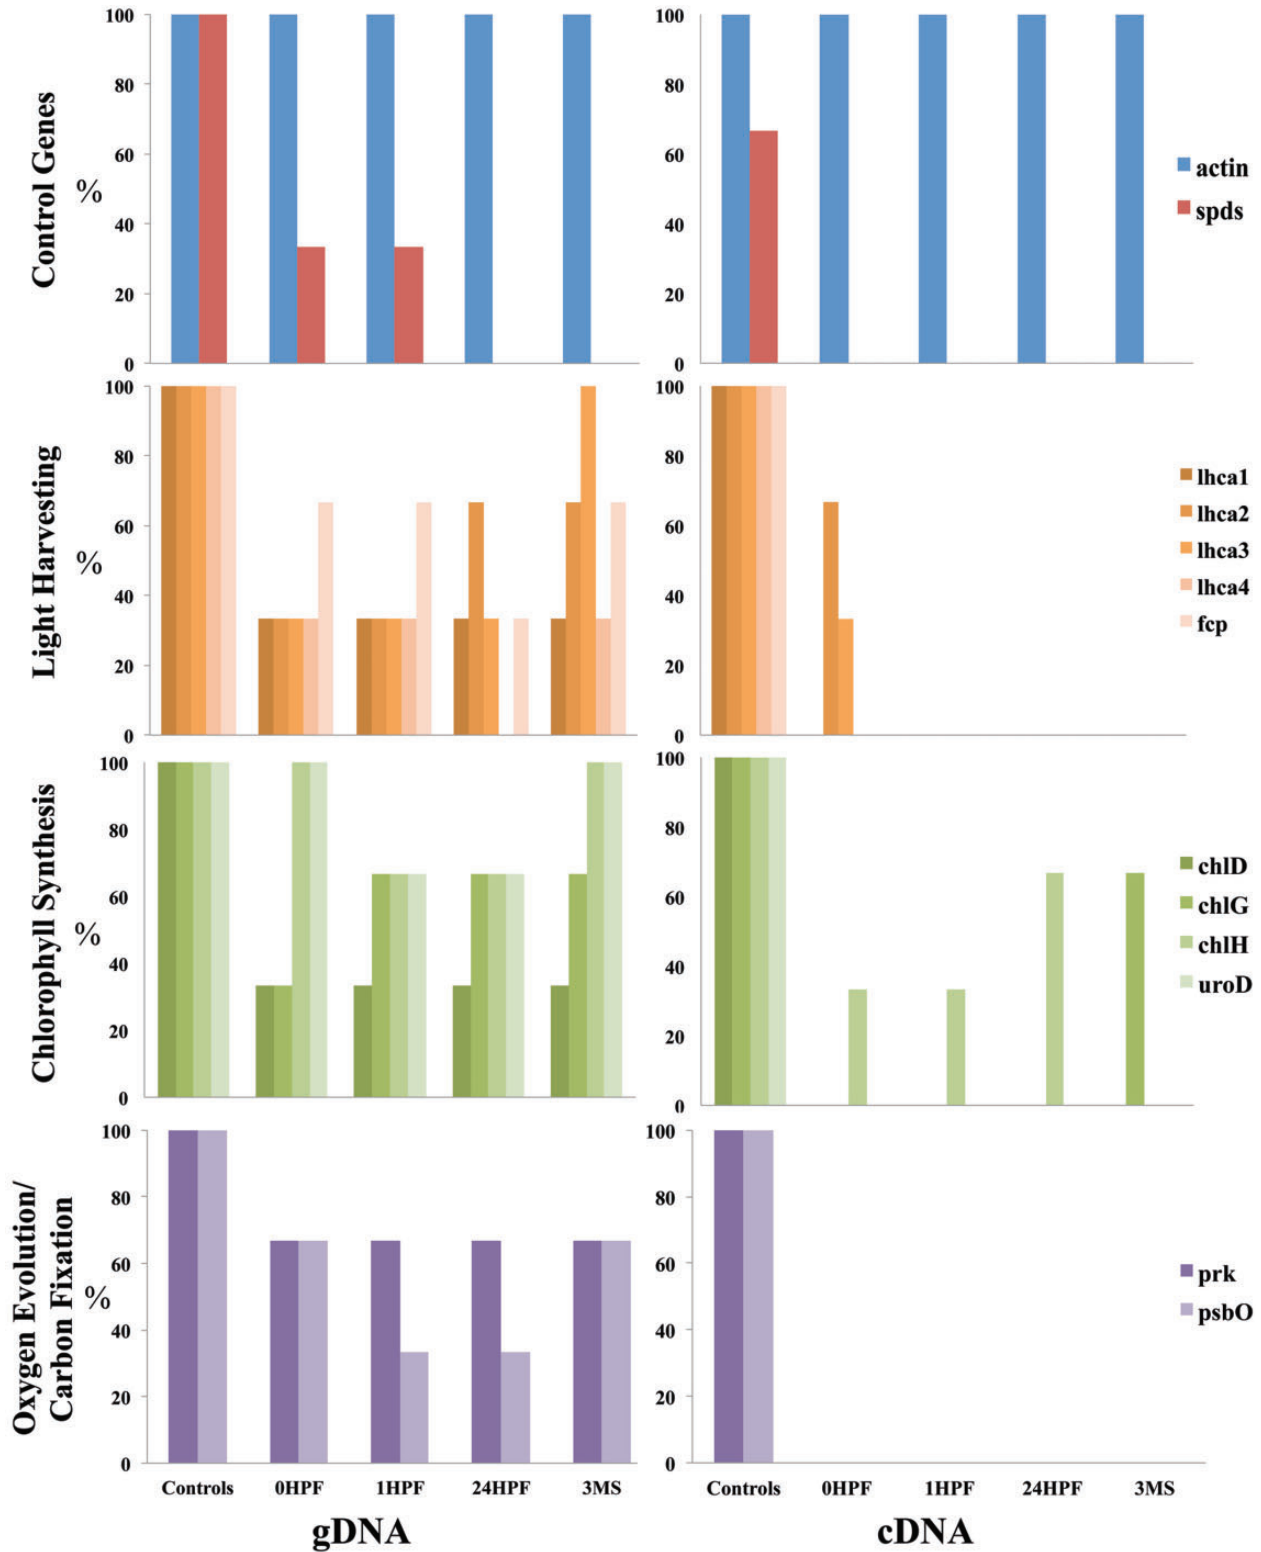 Control Genes
%
100
80
60
40
20
0
100
80
60
40
20
0
actin
spds
Light Harvesting
%
100
80
60
40
20
0
100
80
60
40
20
0
lhca1
lhca2
lhca3
lhca4
fcp
Chlorophyll Synthesis
%
100
80
60
40
20
0
100
80
60
40
20
0
chlD
chlG
chlH
uroD
Oxygen Evolution/
Carbon Fixation
%
100
80
60
40
20
0
100
80
60
40
20
0
prk
psbO
Controls 0HPF 1HPF 24HPF 3MS
Controls 0HPF 1HPF 24HPF 3MS
gDNA
cDNA